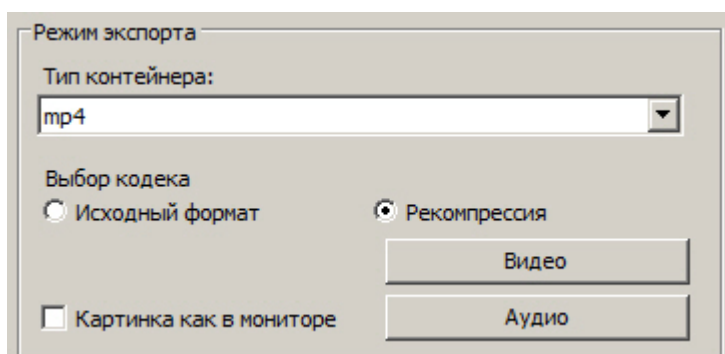 Режим экспорта
Тип контейнера:
mp4
Выбор кодека
Исходный формат Рекомпрессия
Видео
Картинка как в мониторе Аудио